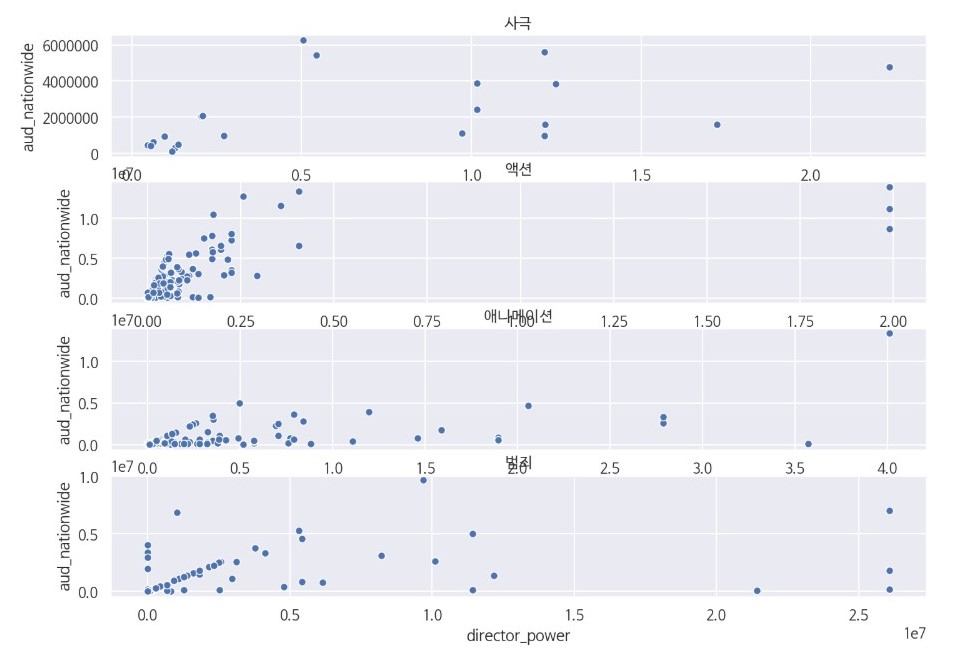 사극
aud_nationwide
6000000
4000000
2000000
0
0.0 0.5 1.0 1.5 2.0
1e7
액션
aud_nationwide
1.0
0.5
0.0
0.00 0.25 0.50 0.75 1.00 1.25 1.50 1.75 2.00
1e7
애니메이션
aud_nationwide
1.0
0.5
0.0
0.0 0.5 1.0 1.5 2.0 2.5 3.0 3.5 4.0
1e7
범죄
aud_nationwide
1.0
0.5
0.0
0.0 0.5 1.0 1.5 2.0 2.5
director_power
1e7